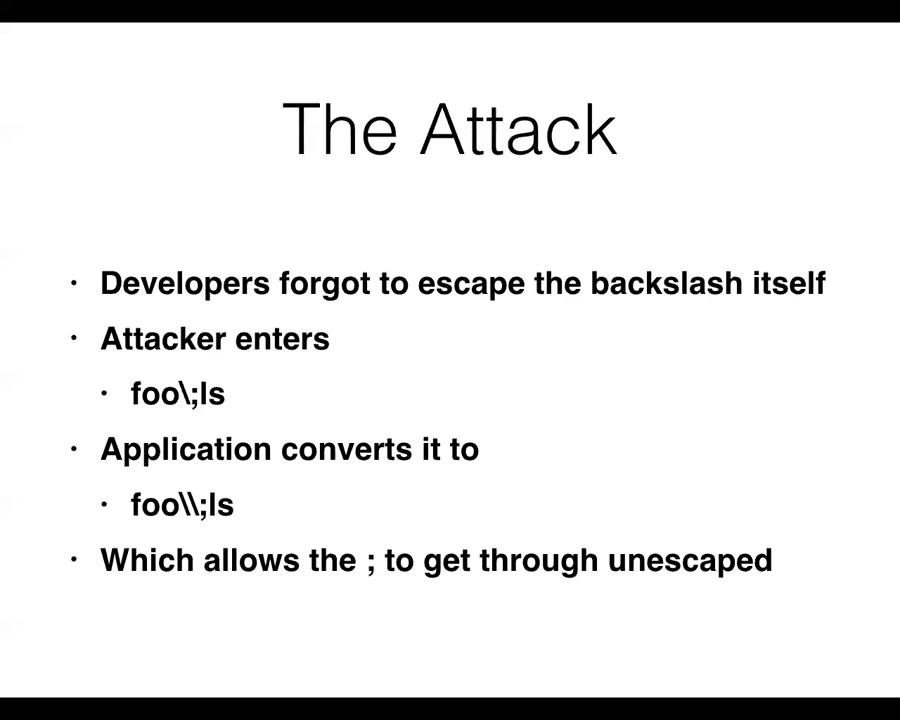 The Attack
· Developers forgot to escape the backslash itself
· Attacker enters
· foo\;ls
· Application converts it to
· foo\\;ls
· Which allows the ; to get through unescaped